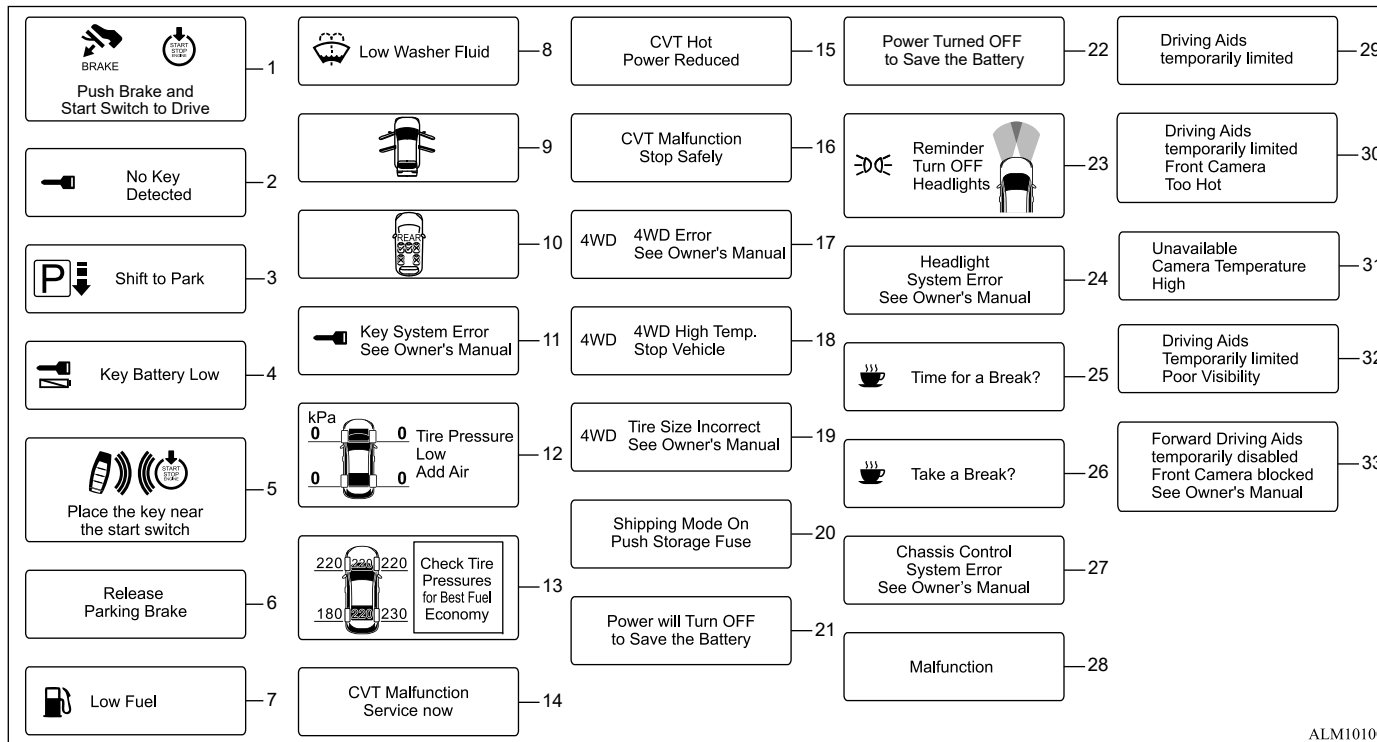 BRAKE
START
STOP
ENGINE
Push Brake and
Start Switch to Drive
1
No Key
Detected
2
P
Shift to Park
3
Key Battery Low
4
START
STOP
ENGINE
Place the key near
the start switch
5
Release
Parking Brake
6
Low Fuel
7
Low Washer Fluid
8
9
REAR
10
Key System Error
See Owner's Manual
11
kPa
0 0
0 0
Tire Pressure
Low
Add Air
12
220 220 220
180 220 230
Check Tire
Pressures
for Best Fuel
Economy
13
CVT Malfunction
Service now
14
CVT Hot
Power Reduced
15
CVT Malfunction
Stop Safely
16
4WD
4WD Error
See Owner's Manual
17
4WD
4WD High Temp.
Stop Vehicle
18
4WD
Tire Size Incorrect
See Owner's Manual
19
Shipping Mode On
Push Storage Fuse
20
Power will Turn OFF
to Save the Battery
21
Power Turned OFF
to Save the Battery
22
Reminder
Turn OFF
Headlights
23
Headlight
System Error
See Owner's Manual
24
Time for a Break?
25
Take a Break?
26
Chassis Control
System Error
See Owner’s Manual
27
Malfunction
28
Driving Aids
temporarily limited
29
Driving Aids
temporarily limited
Front Camera
Too Hot
30
Unavailable
Camera Temperature
High
31
Driving Aids
Temporarily limited
Poor Visibility
32
Forward Driving Aids
temporarily disabled
Front Camera blocked
See Owner's Manual
33